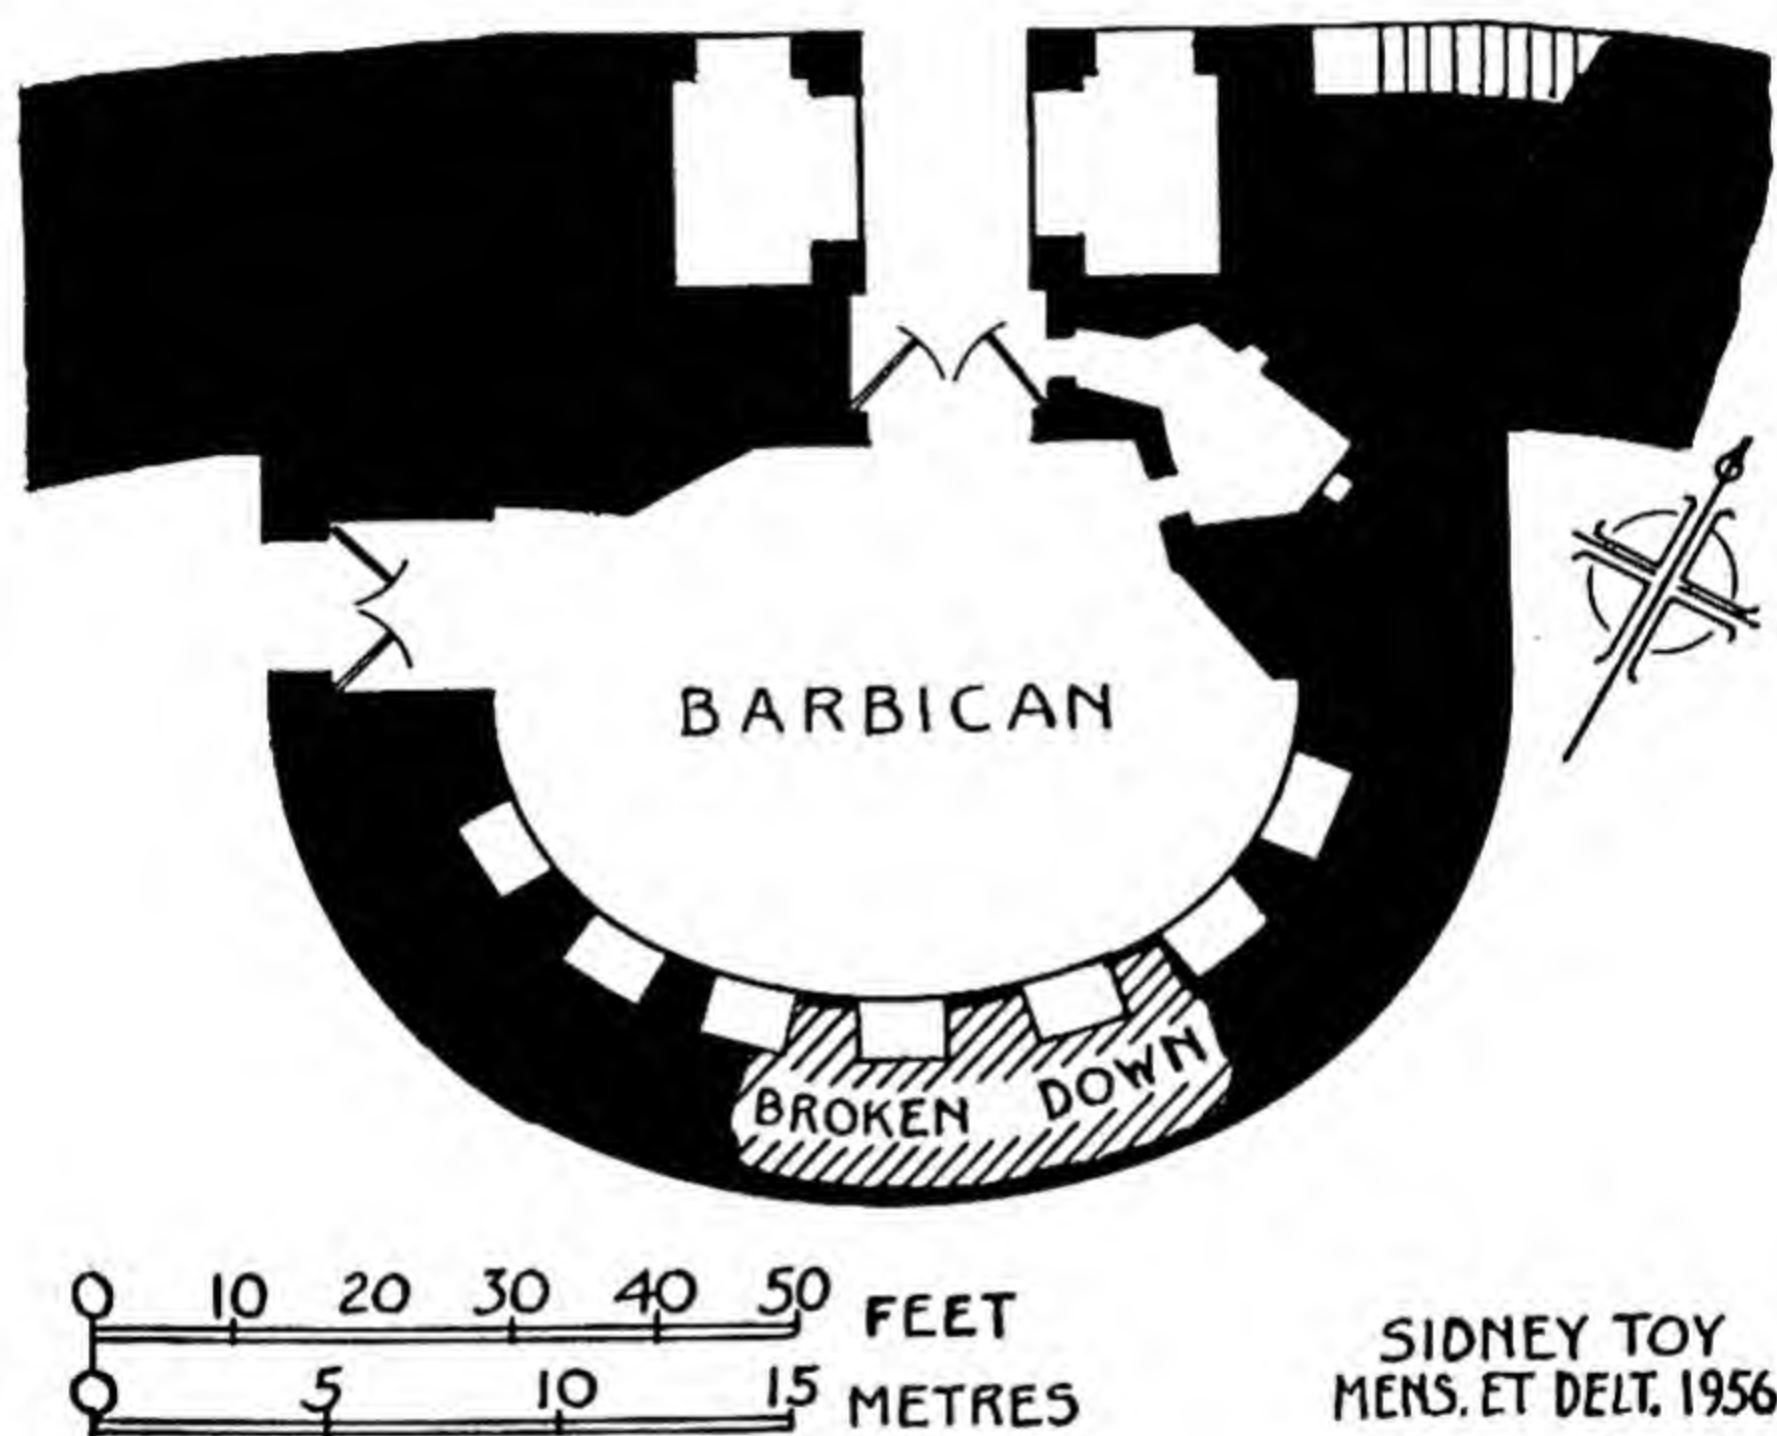 BARBICAN
BROKEN DOWN
0 10 20 30 40 50 FEET
0 5 10 15 METRES
SIDNEY TOY
MENS. ET DELT. 1956